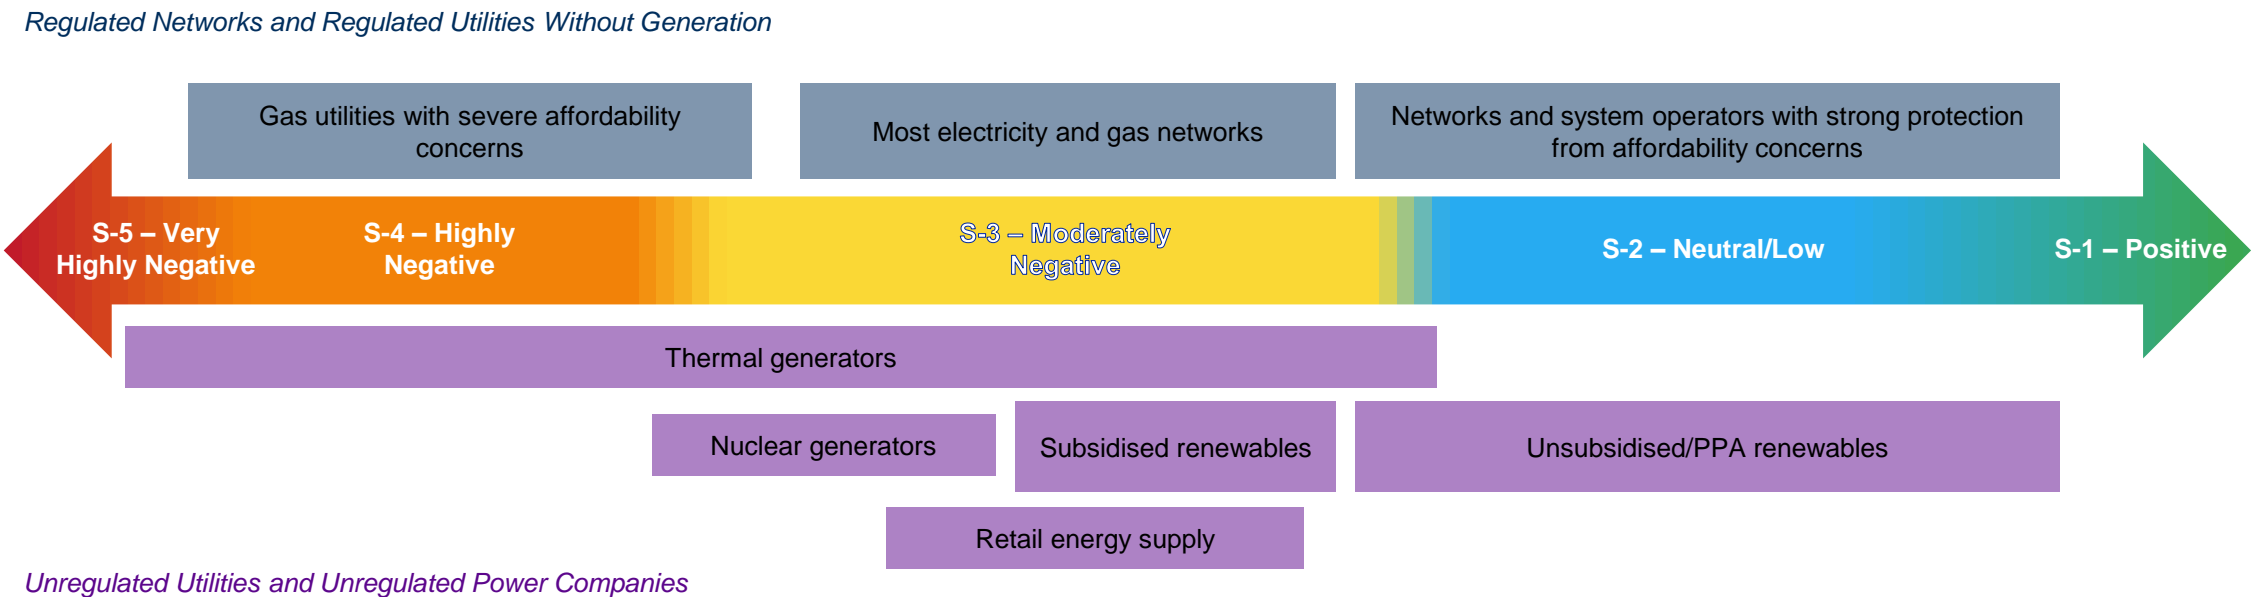 Regulated Networks and Regulated Utilities Without Generation
Gas utilities with severe affordability
concerns
Most electricity and gas networks
Networks and system operators with strong protection
from affordability concerns
S-5 – Very
Highly Negative
S-4 – Highly
Negative
S-3 – Moderately
Negative
S-2 – Neutral/Low
S-1 – Positive
Thermal generators
Nuclear generators
Subsidised renewables
Unsubsidised/PPA renewables
Retail energy supply
Unregulated Utilities and Unregulated Power Companies